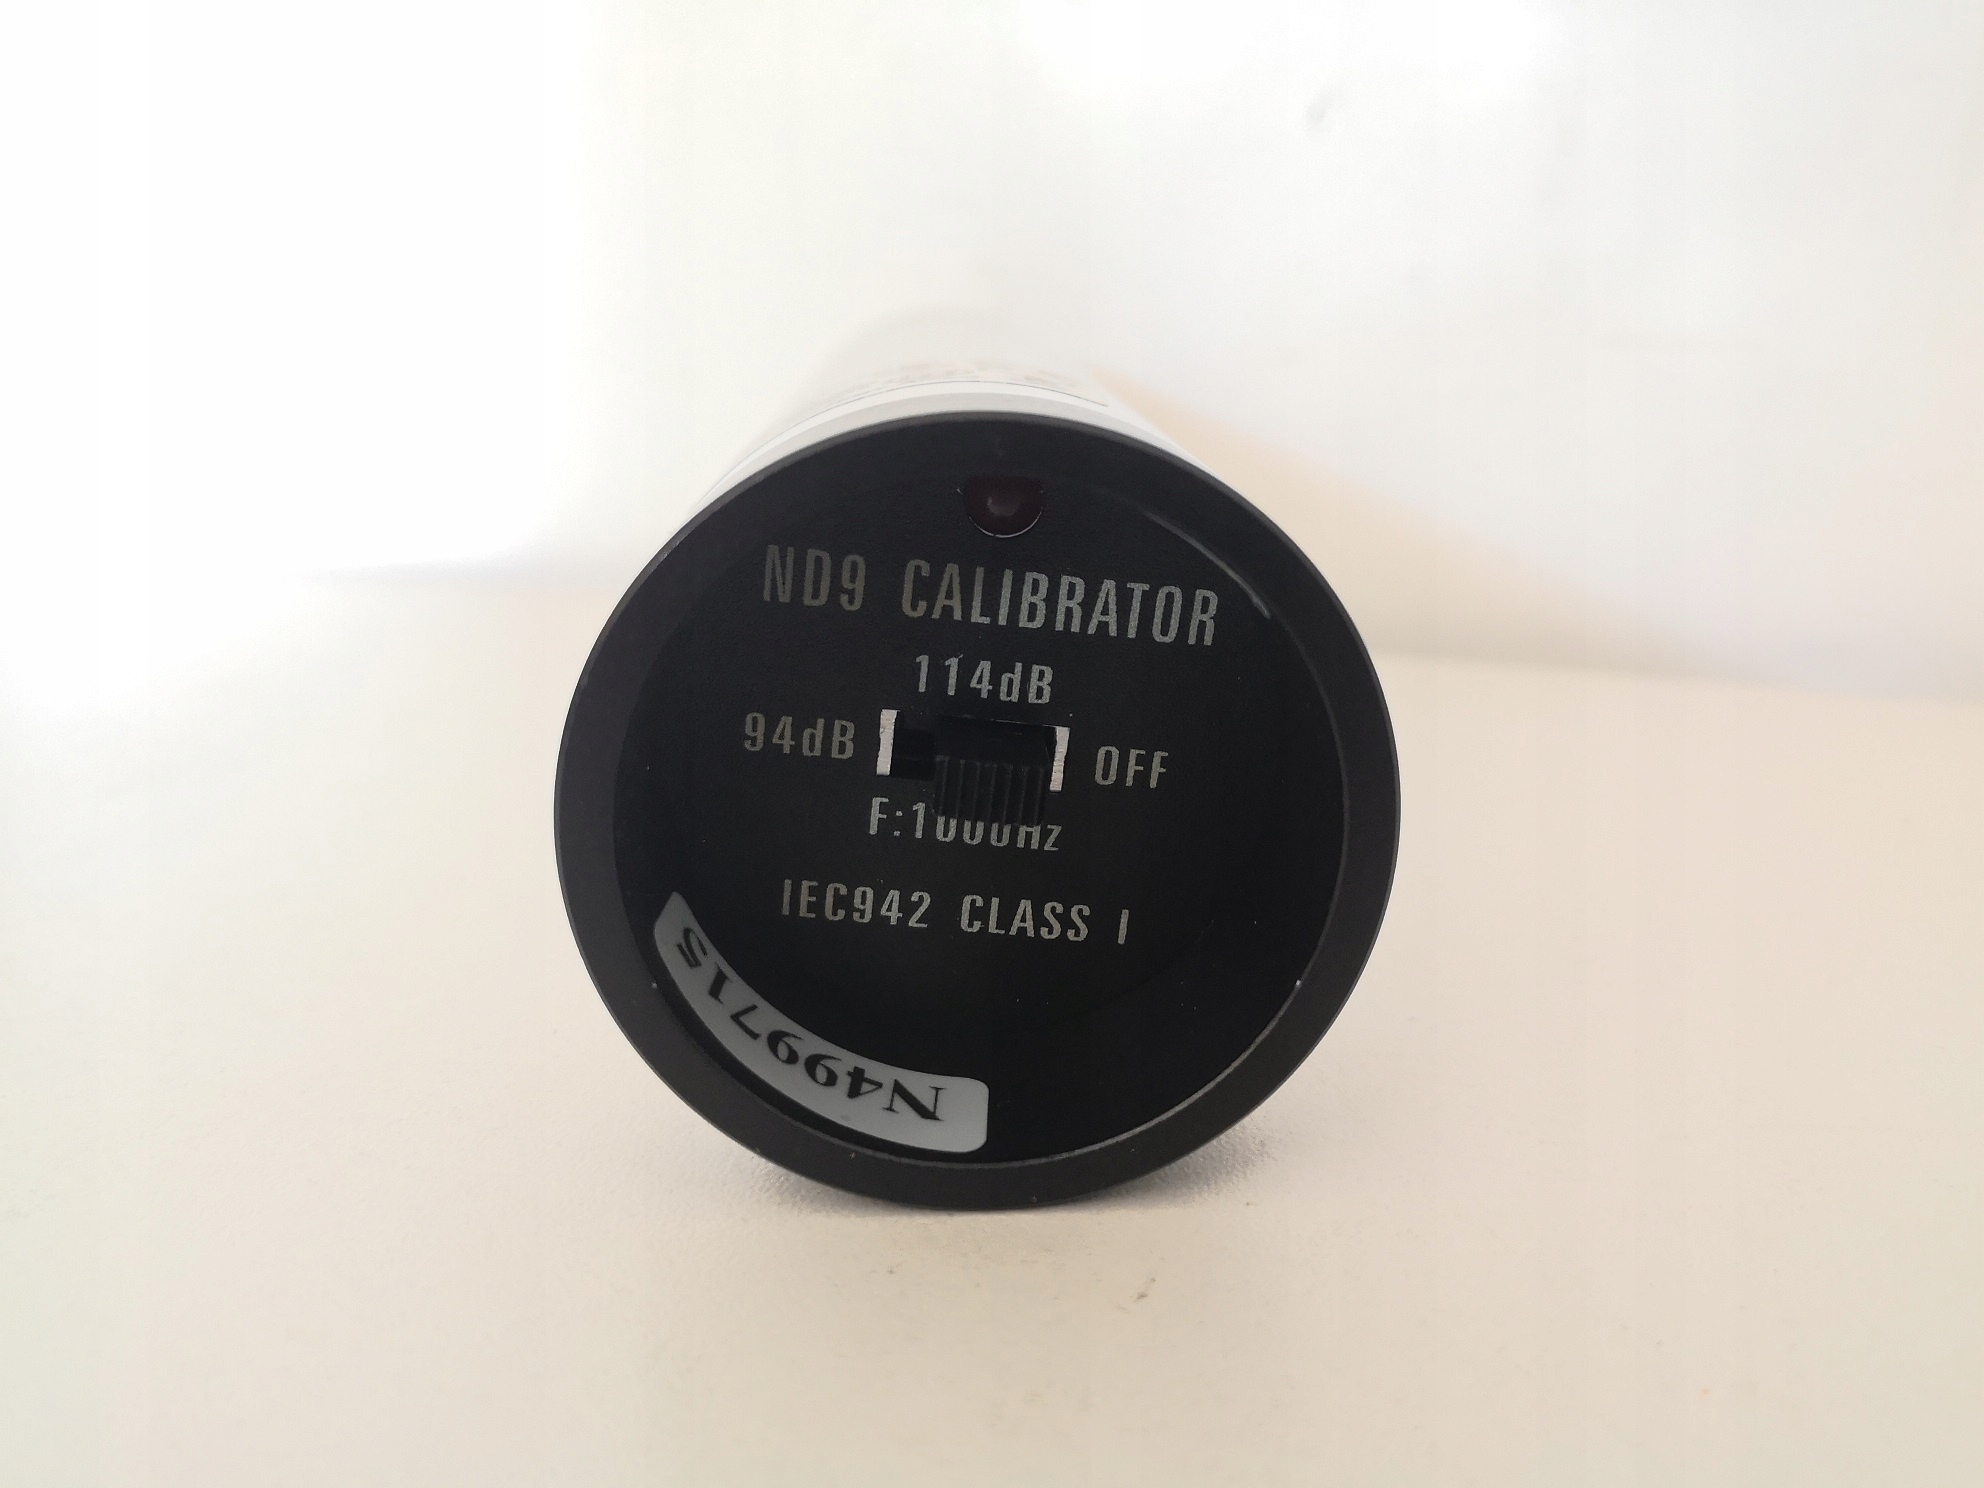 ND9 CALIBRATOR
114dB
94dB OFF
F:1000Hz
IEC942 CLASS I
N49971S